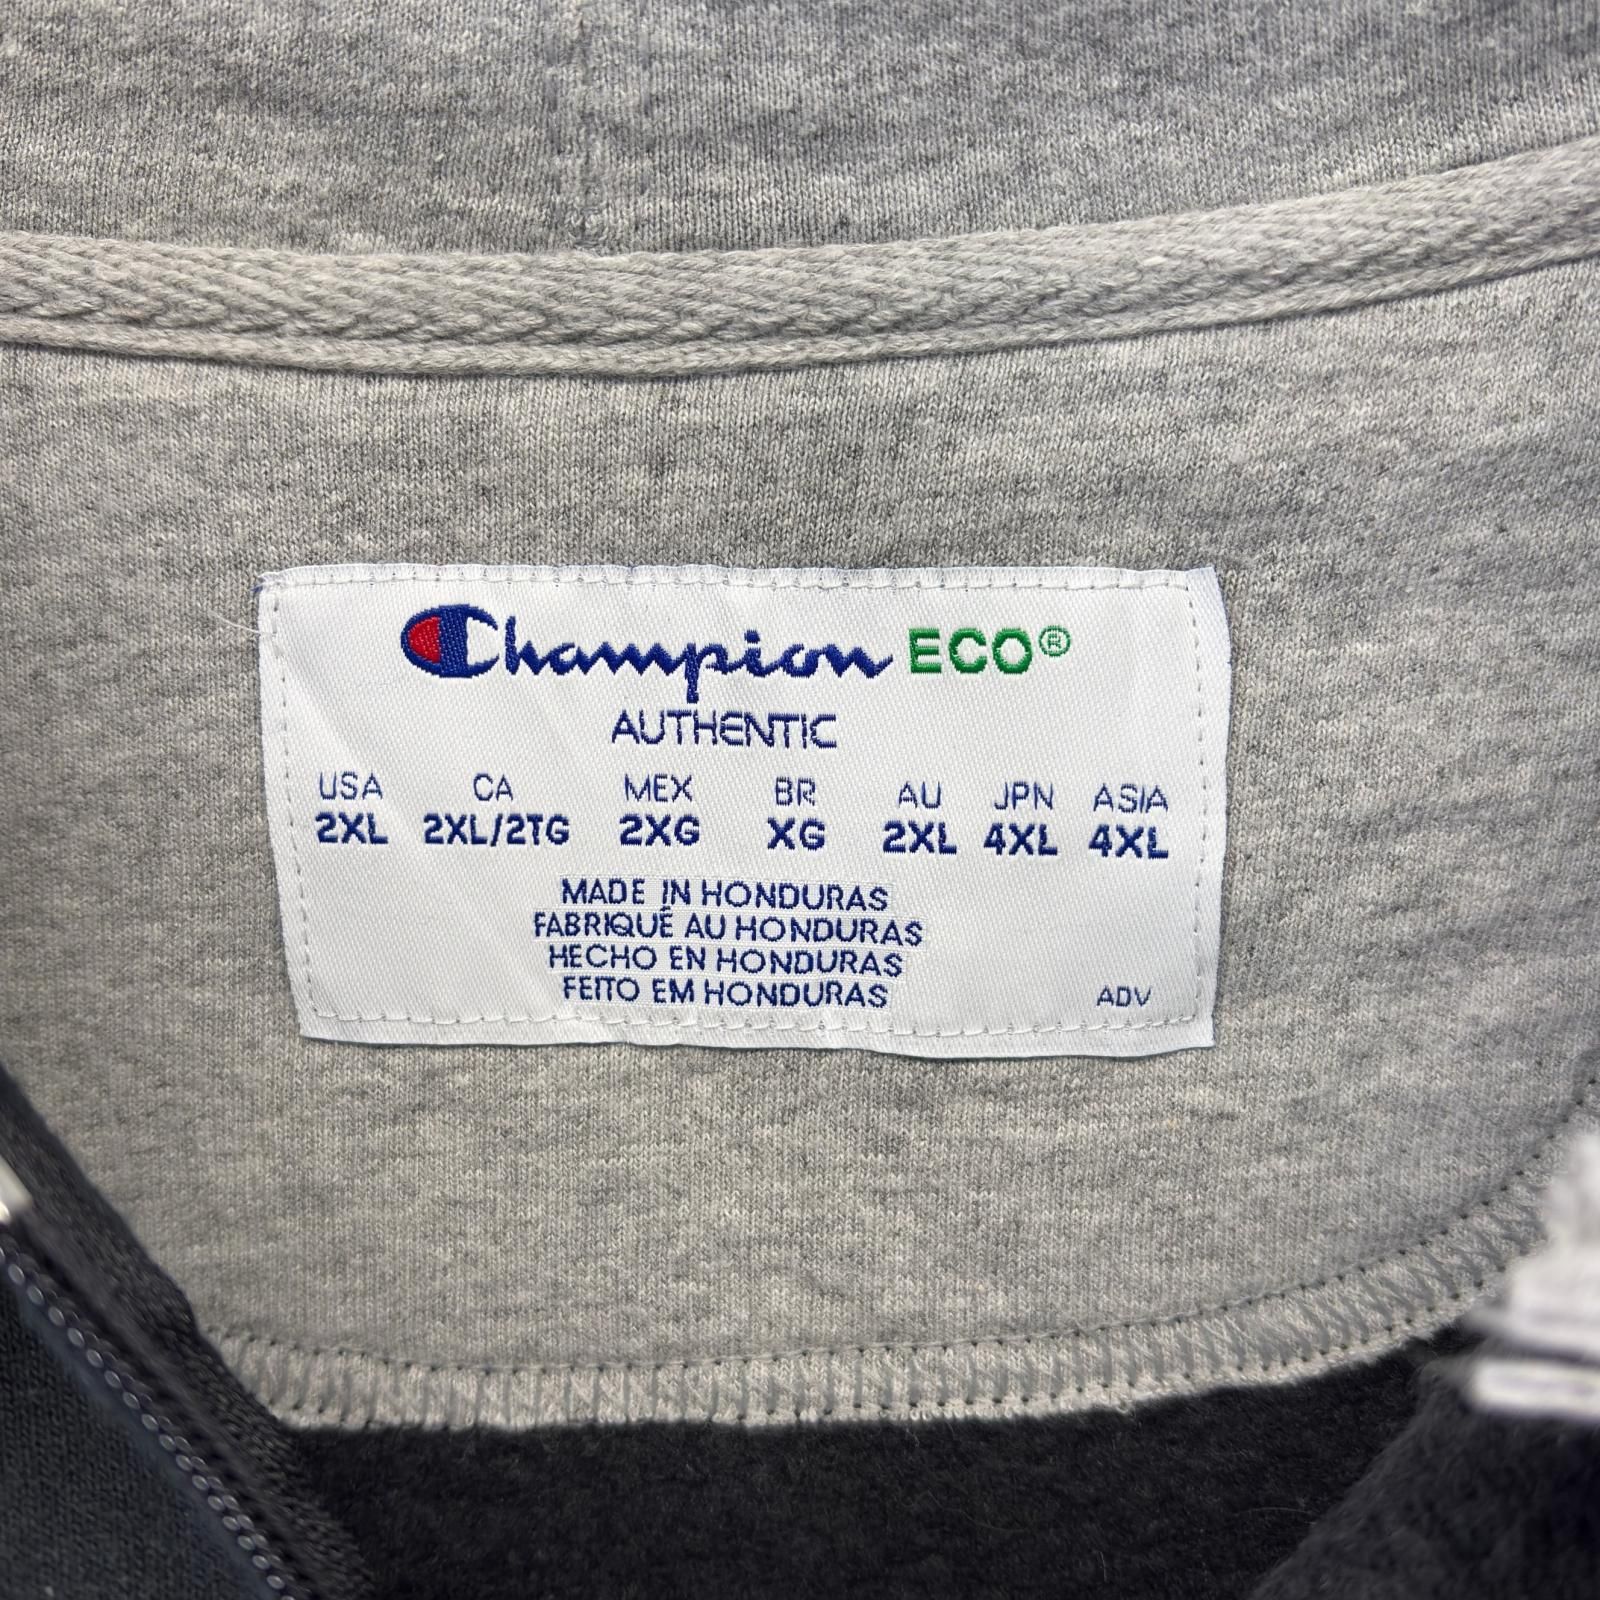 Champion ECO®
AUTHENTIC
USA CA MEX BR AU JPN ASIA
2XL 2XL/2TG 2XG XG 2XL 4XL 4XL
MADE IN HONDURAS
FABRIQUÉ AU HONDURAS
HECHO EN HONDURAS
FEITO EM HONDURAS
ADV